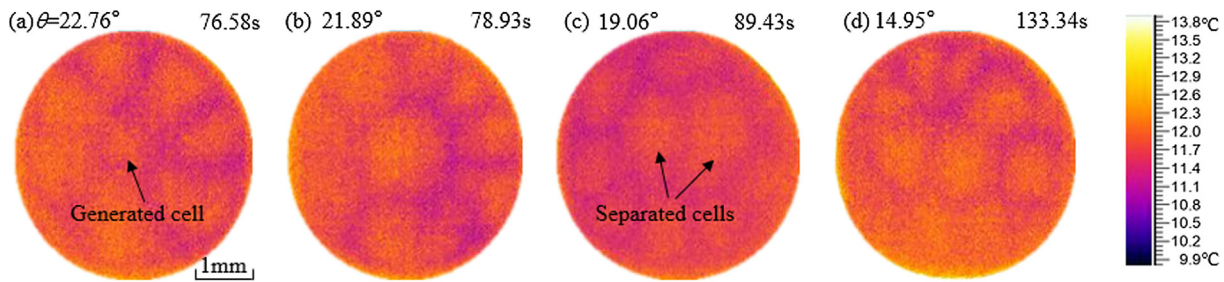 (a) θ=22.76° 76.58s
(b) 21.89° 78.93s
(c) 19.06° 89.43s
(d) 14.95° 133.34s
Generated cell
1mm
Separated cells
13.8℃
13.5
13.2
12.9
12.6
12.3
12.0
11.7
11.4
11.1
10.8
10.5
10.2
9.9℃